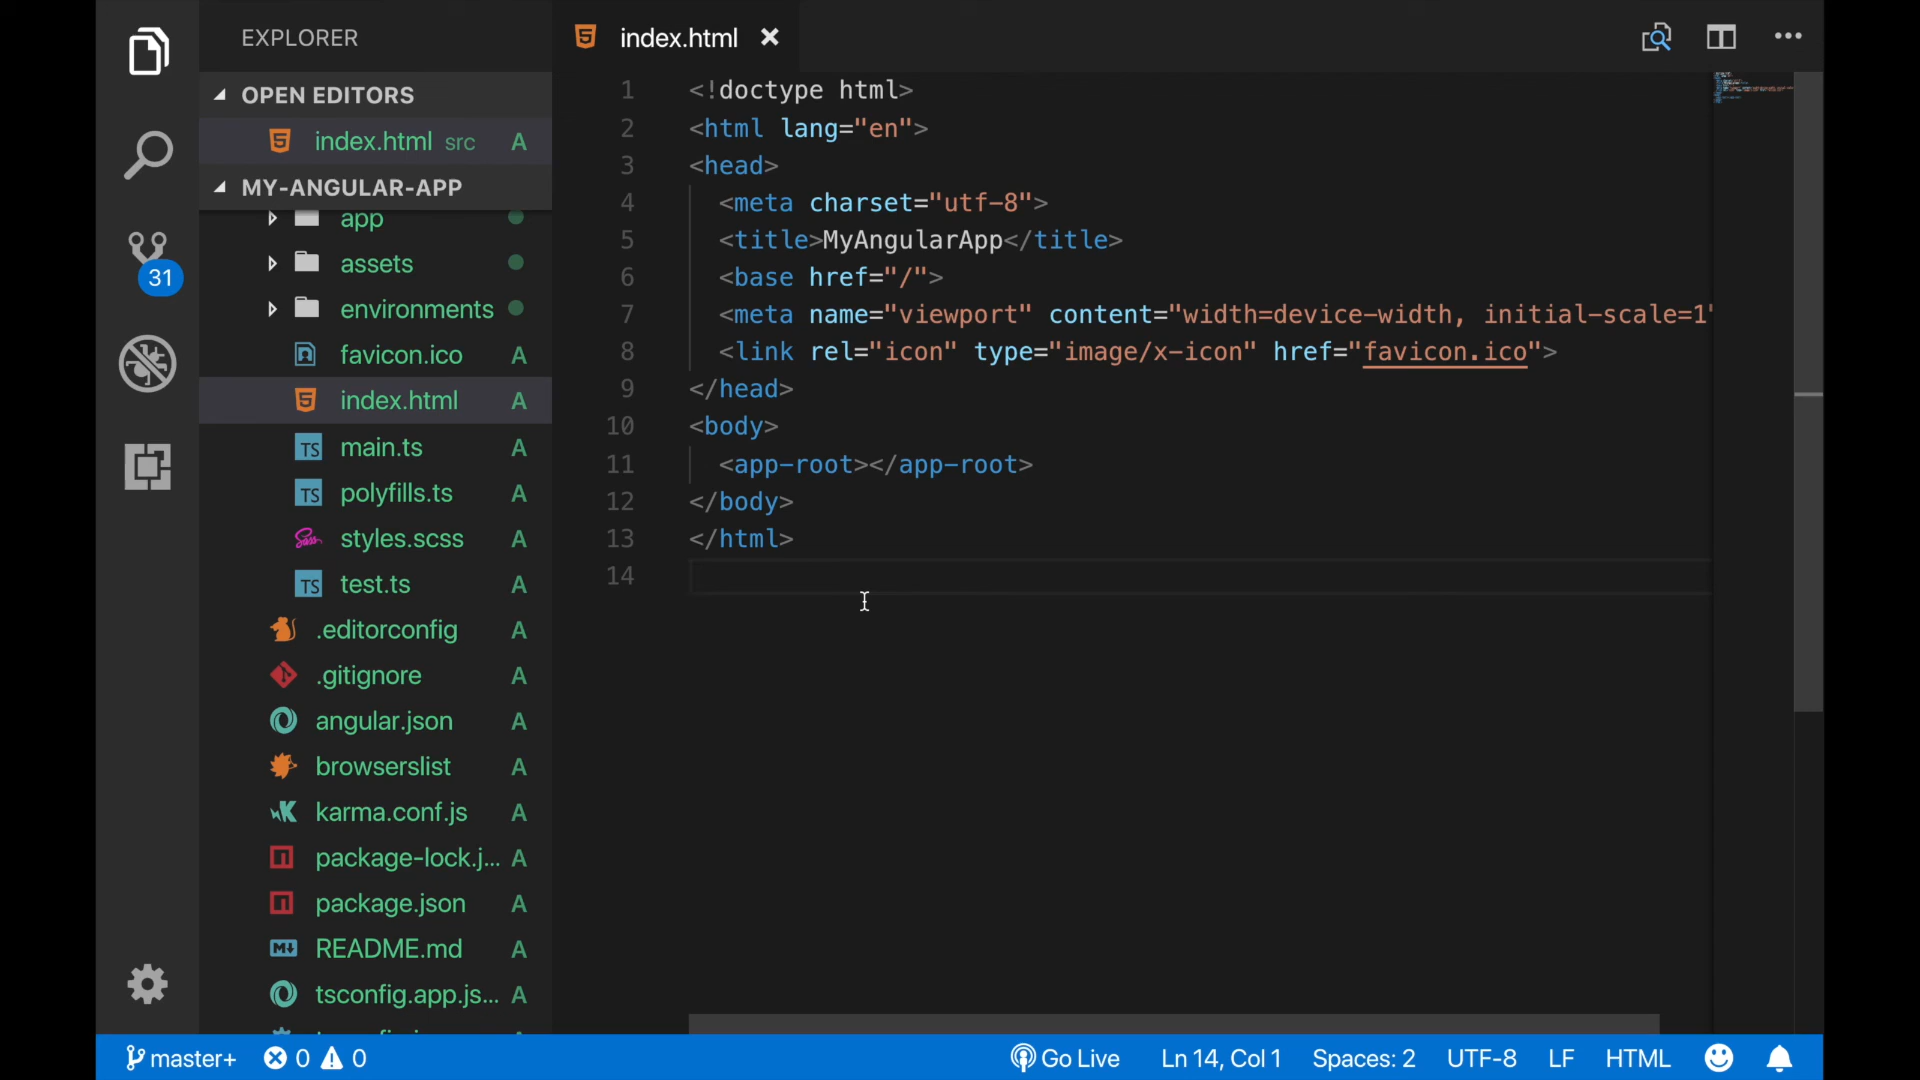 EXPLORER
OPEN EDITORS
index.html src A
MY-ANGULAR-APP
app
assets
environments
favicon.ico A
index.html A
TS main.ts A
TS polyfills.ts A
styles.scss A
TS test.ts A
.editorconfig A
.gitignore A
angular.json A
browserslist A
karma.conf.js A
package-lock.j... A
package.json A
README.md A
tsconfig.app.js... A
31
index.html
1 <!doctype html>
2 <html lang="en">
3 <head>
4 <meta charset="utf-8">
5 <title>MyAngularApp</title>
6 <base href="/">
7 <meta name="viewport" content="width=device-width, initial-scale=1"
8 <link rel="icon" type="image/x-icon" href="favicon.ico">
9 </head>
10 <body>
11 <app-root></app-root>
12 </body>
13 </html>
14
master+ 0 0 Go Live Ln 14, Col 1 Spaces: 2 UTF-8 LF HTML